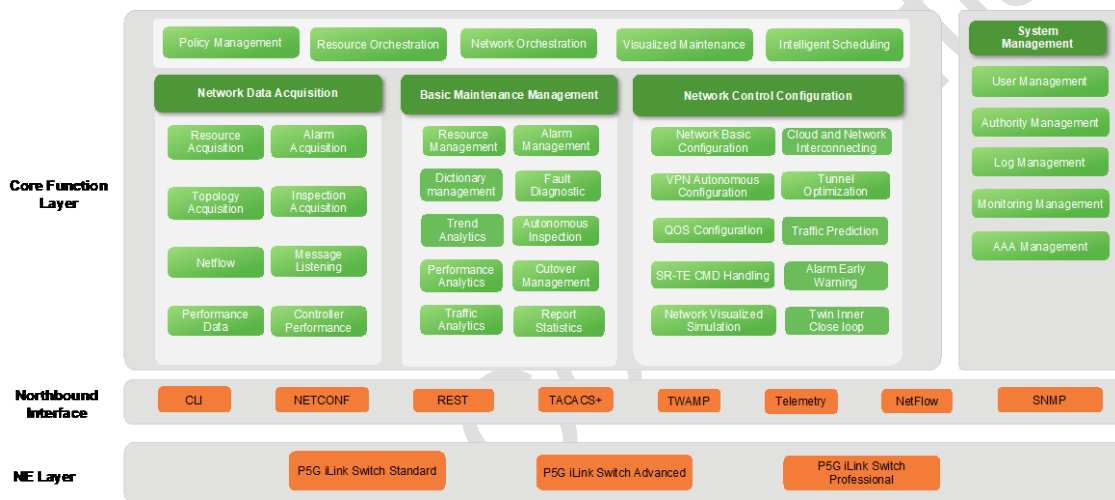 Policy Management
Resource Orchestration
Network Orchestration
Visualized Maintenance
Intelligent Scheduling
System
Management
Network Data Acquisition
Basic Maintenance Management
Network Control Configuration
User Management
Authority Management
Log Management
Monitoring Management
AAA Management
Core Function
Layer
Resource
Acquisition
Alarm
Acquisition
Topology
Acquisition
Inspection
Acquisition
Netflow
Message
Listening
Performance
Data
Controller
Performance
Resource
Management
Alarm
Management
Dictionary
management
Fault
Diagnostic
Trend
Analytics
Autonomous
Inspection
Performance
Analytics
Cutover
Management
Traffic
Analytics
Report
Statistics
Network Basic
Configuration
Cloud and Network
Interconnecting
VPN Autonomous
Configuration
Tunnel
Optimization
QOS Configuration
Traffic Prediction
SR-TE CMD Handling
Alarm Early
Warning
Network Visualized
Simulation
Twin Inner
Close loop
Northbound
Interface
CLI
NETCONF
REST
TACACS+
TWAMP
Telemetry
NetFlow
SNMP
NE Layer
P5G iLink Switch Standard
P5G iLink Switch Advanced
P5G iLink Switch
Professional